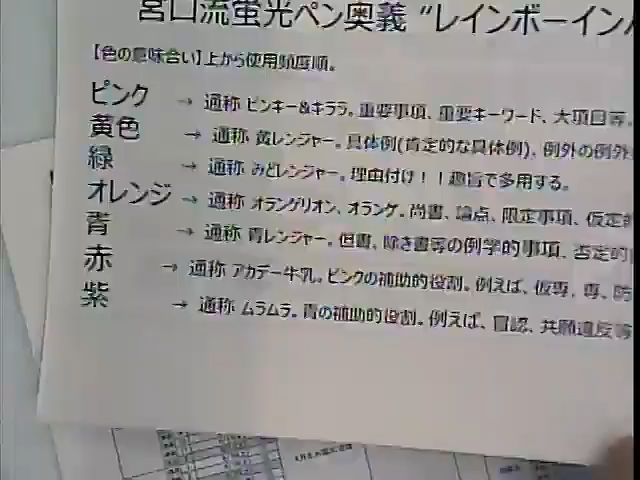 宮口流蛍光ペン奥義 “レインボーイン
【色の意味合い】上から使用頻度順。
ピンク → 通称 ピンキー&キララ。重要事項、重要キーワード、大項目等。
黄色 → 通称 黄レンジャー。具体例(肯定的な具体例)、例外の例外
緑 → 通称 みどレンジャー。理由付け!!趣旨で多用する。
オレンジ → 通称 オランゲリオン、オランゲ。尚書、論点、限定事項、仮定
青 → 通称 青レンジャー。但書、除き書等の例学的事項、否定的
赤 → 通称 アカデー牛乳。ピンクの補助的役割。例えば、仮専、専、防
紫 → 通称 ムラムラ。青の補助的役割。例えば、冒認、共願違反等